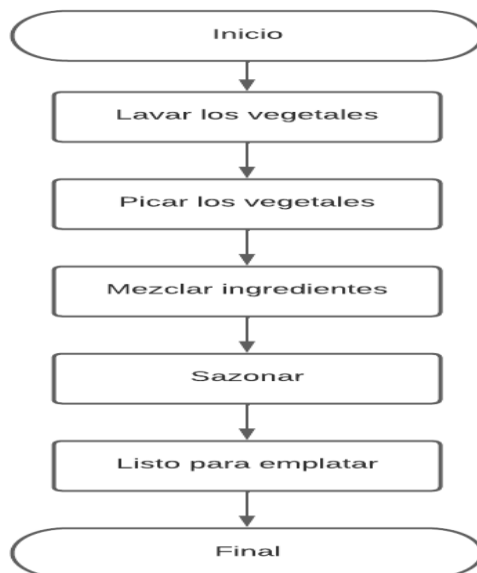 Inicio
Lavar los vegetales
Picar los vegetales
Mezclar ingredientes
Sazonar
Listo para emplatar
Final